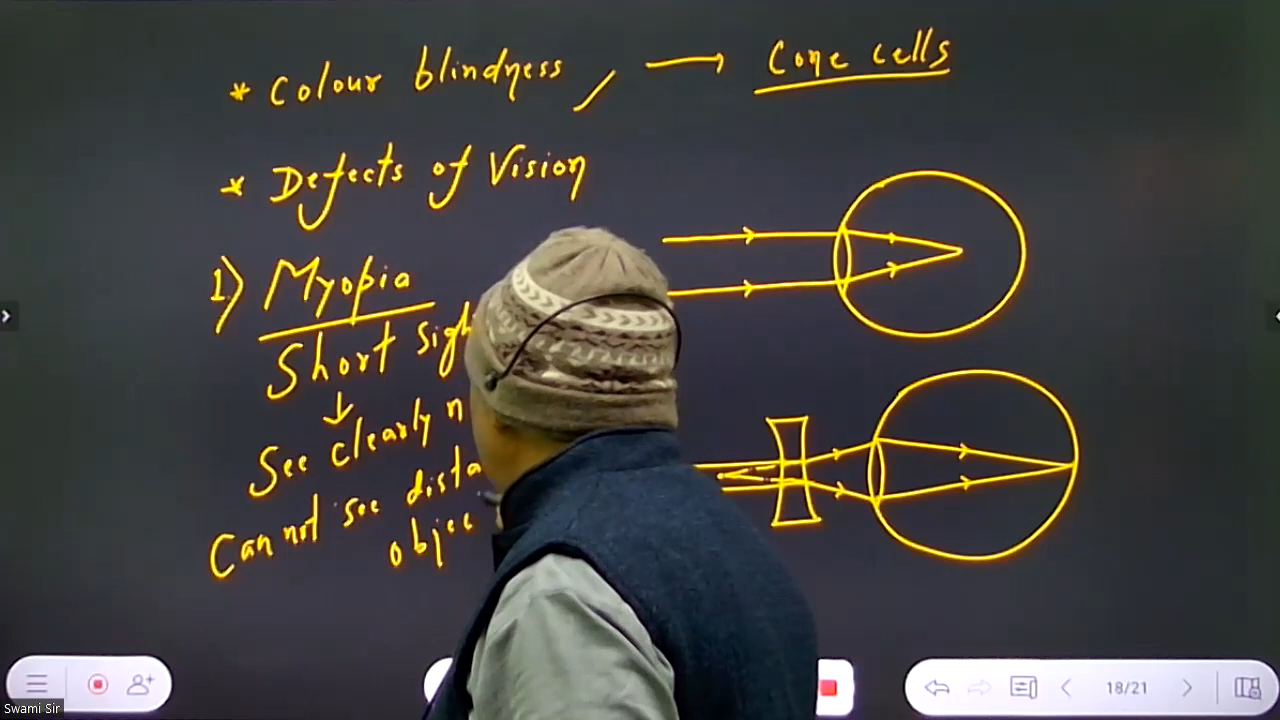 * Colour blindness, → Cone cells
* Defects of Vision
1) Myopia
Short
↓
See clearly
Can not see
18/21
Swami Sir